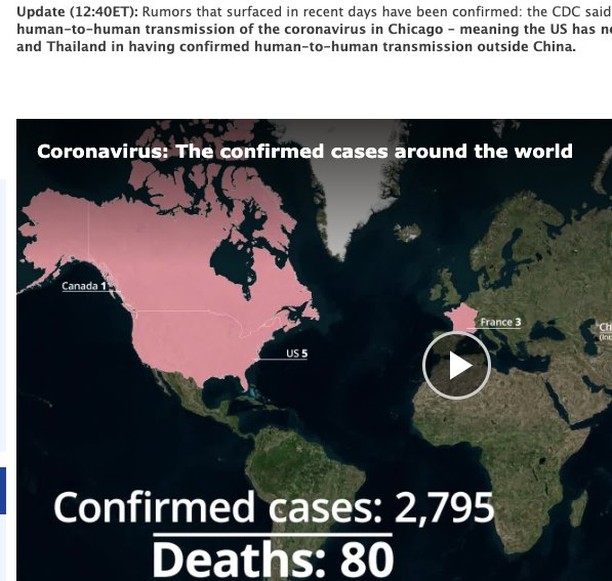 Update (12:40ET): Rumors that surfaced in recent days have been confirmed: the CDC said
human-to-human transmission of the coronavirus in Chicago – meaning the US has
and Thailand in having confirmed human-to-human transmission outside China.
Coronavirus: The confirmed cases around the world
Canada 1
France 3
US 5
Confirmed cases: 2,795
Deaths: 80